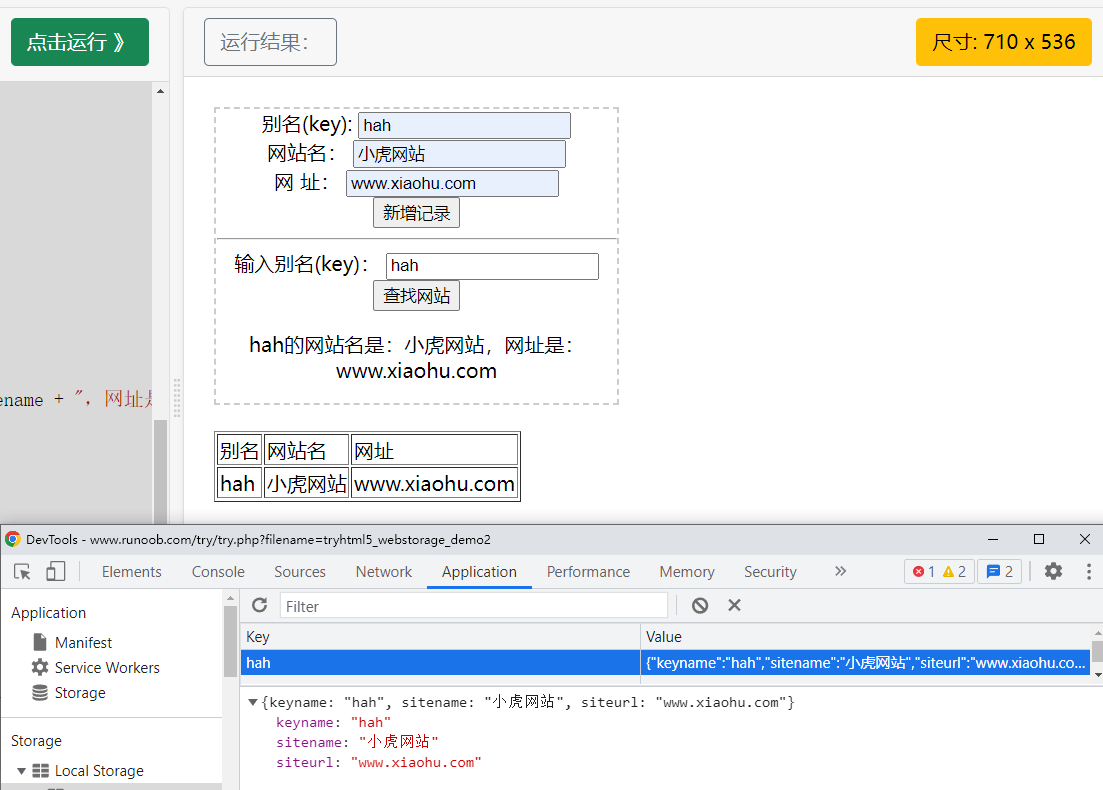 点击运行 》
运行结果：
尺寸: 710 x 536
别名(key): hah
网站名： 小虎网站
网 址： www.xiaohu.com
新增记录
输入别名(key)： hah
查找网站
hah的网站名是：小虎网站，网址是：
www.xiaohu.com
ename + "，网址是
别名 网站名 网址
hah 小虎网站 www.xiaohu.com
DevTools - www.runoob.com/try/try.php?filename=tryhtml5_webstorage_demo2
Elements Console Sources Network Application Performance Memory Security » 1 2 2
Application
Manifest
Service Workers
Storage
Storage
Local Storage
Filter
Key Value
hah {"keyname":"hah","sitename":"小虎网站","siteurl":"www.xiaohu.co...
{keyname: "hah", sitename: "小虎网站", siteurl: "www.xiaohu.com"}
keyname: "hah"
sitename: "小虎网站"
siteurl: "www.xiaohu.com"